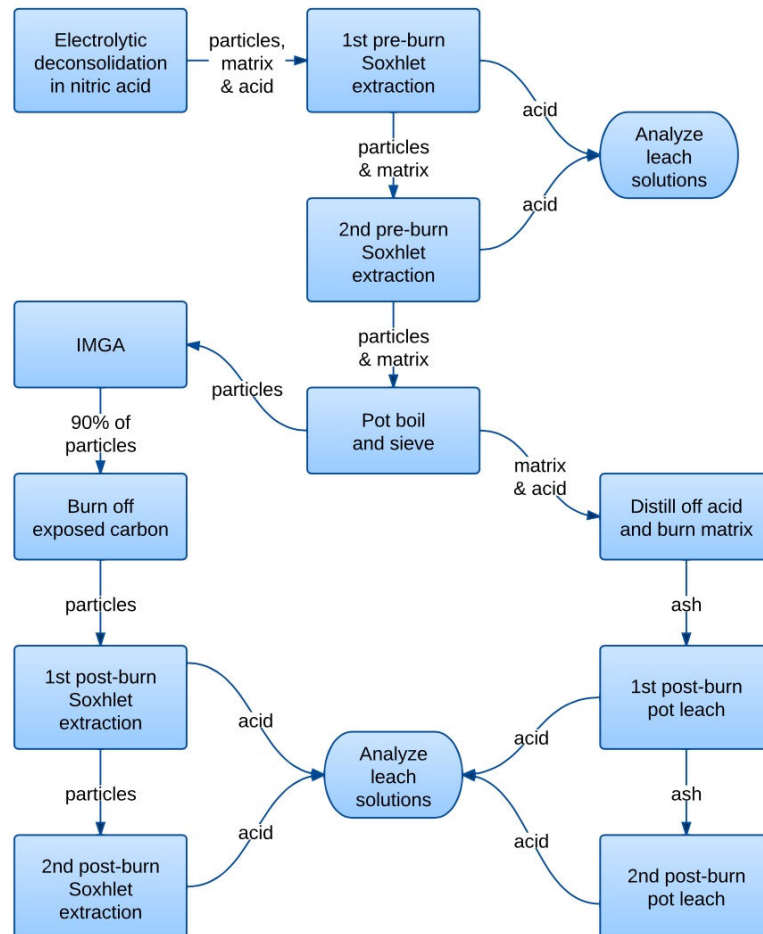 Electrolytic
deconsolidation
in nitric acid
particles,
matrix
& acid
1st pre-burn
Soxhlet
extraction
acid
Analyze
leach
solutions
particles
& matrix
acid
2nd pre-burn
Soxhlet
extraction
particles
& matrix
IMGA
particles
Pot boil
and sieve
90% of
particles
matrix
& acid
Burn off
exposed carbon
Distill off acid
and burn matrix
particles
ash
1st post-burn
Soxhlet
extraction
acid
1st post-burn
pot leach
acid
Analyze
leach
solutions
particles
ash
acid
acid
2nd post-burn
Soxhlet
extraction
2nd post-burn
pot leach